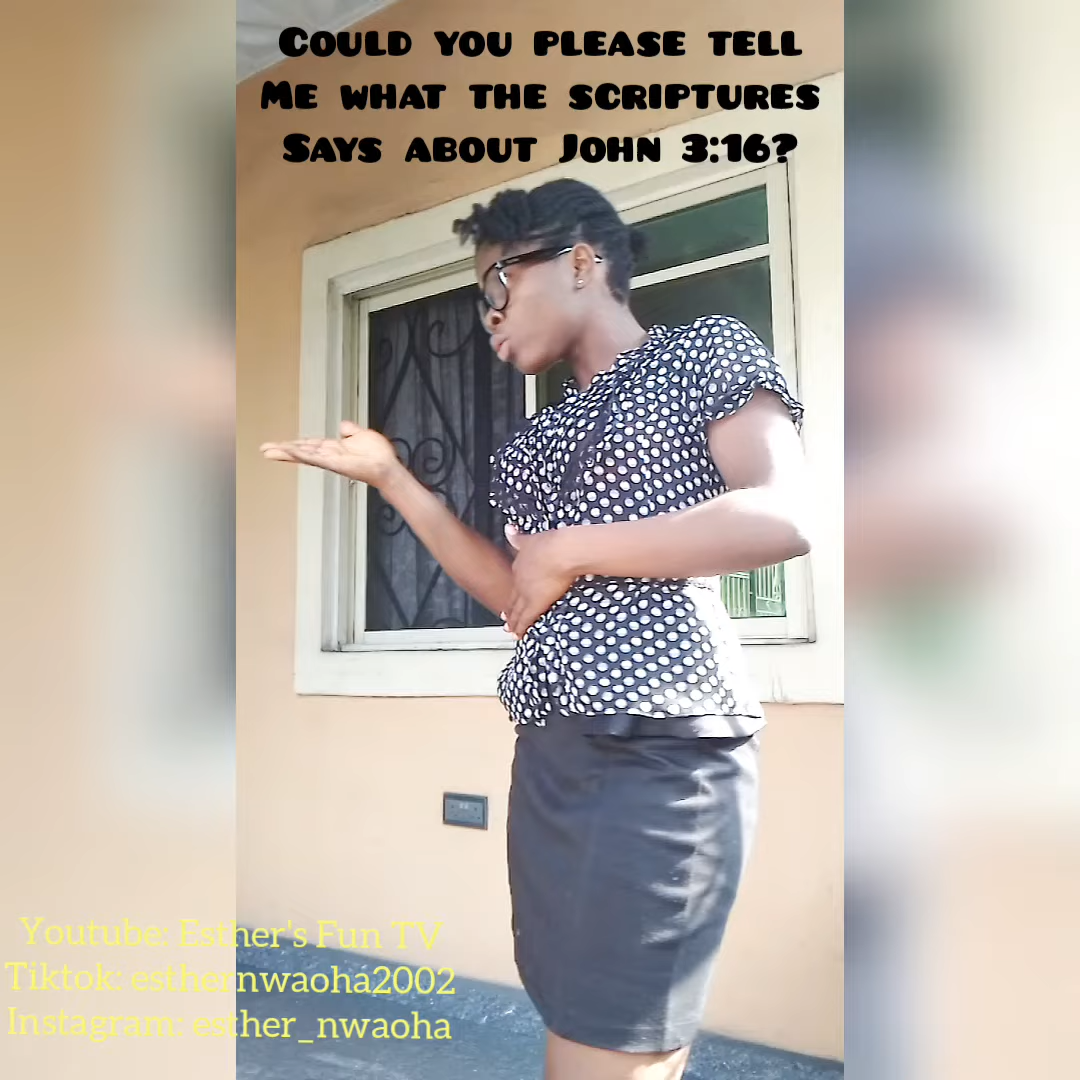 Could you please tell
Me what the scriptures
Says about John 3:16?
Youtube: Esther's Fun TV
Tiktok: esthernwaoha2002
Instagram: esther_nwaoha